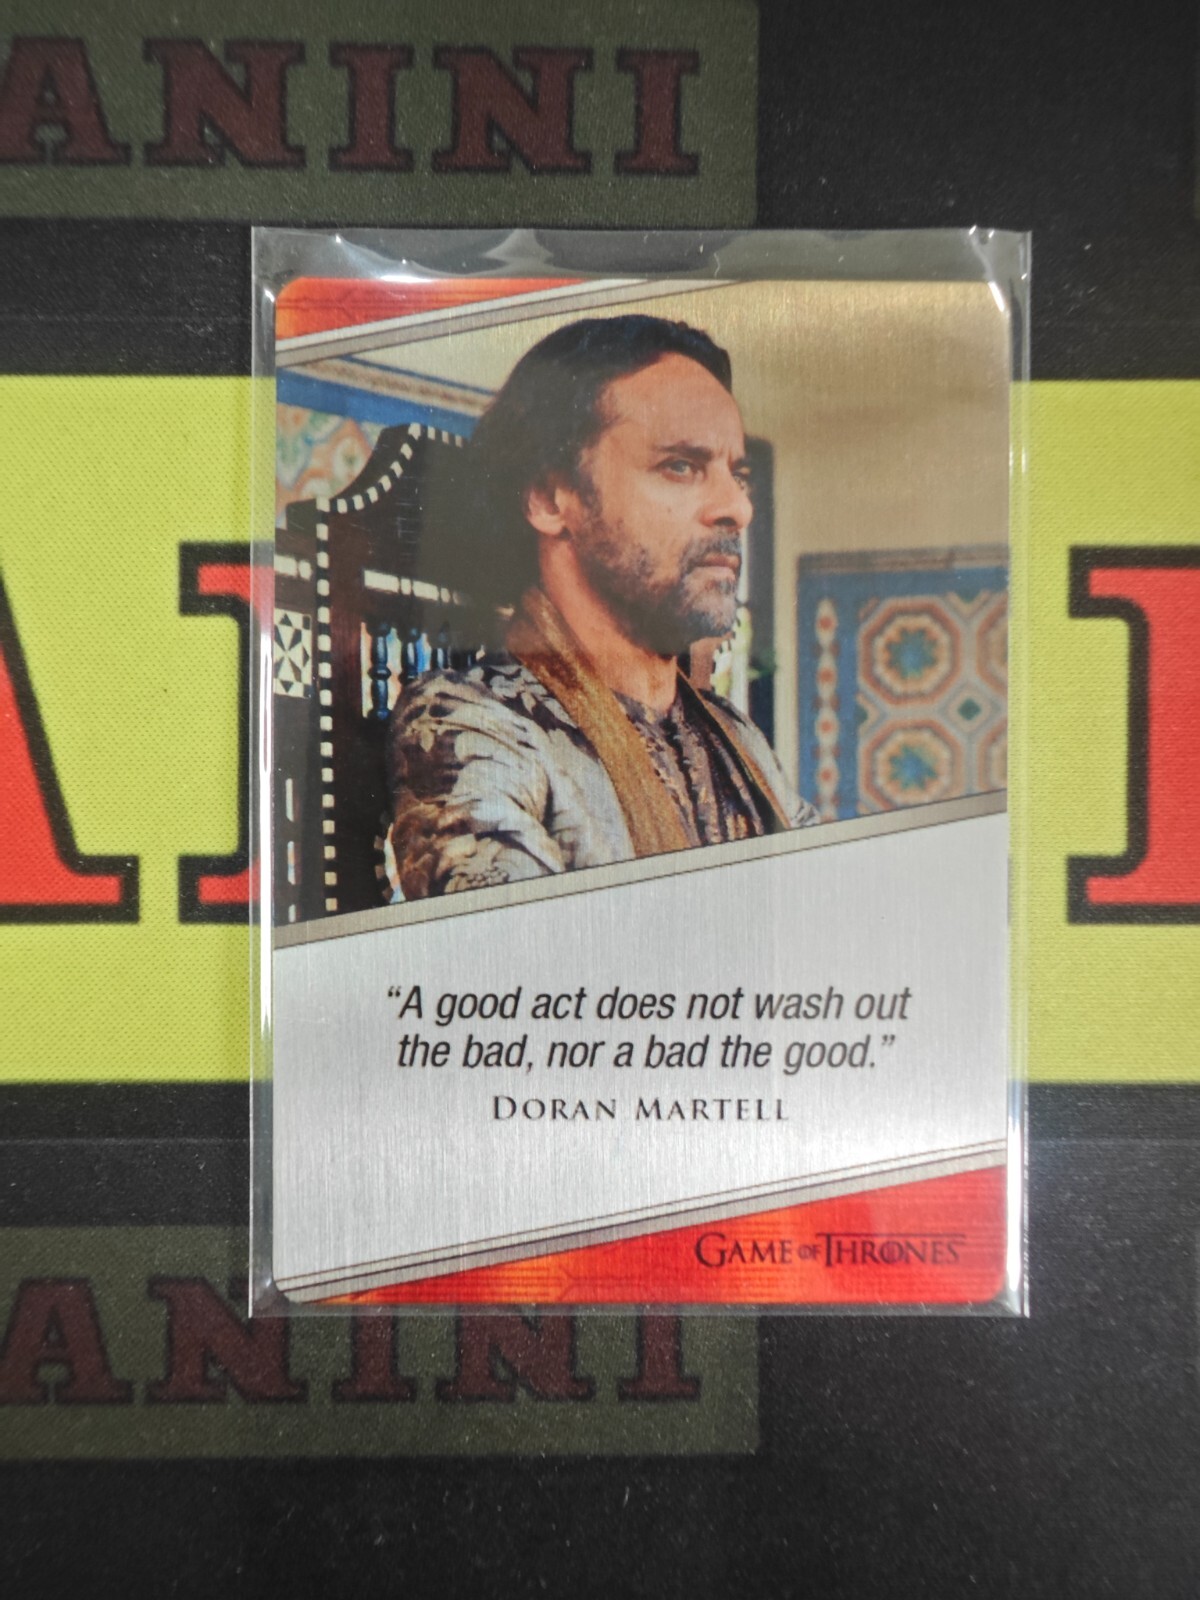 ANINI
“A good act does not wash out
the bad, nor a bad the good.”
DORAN MARTELL
GAME OF THRONES
ANINI